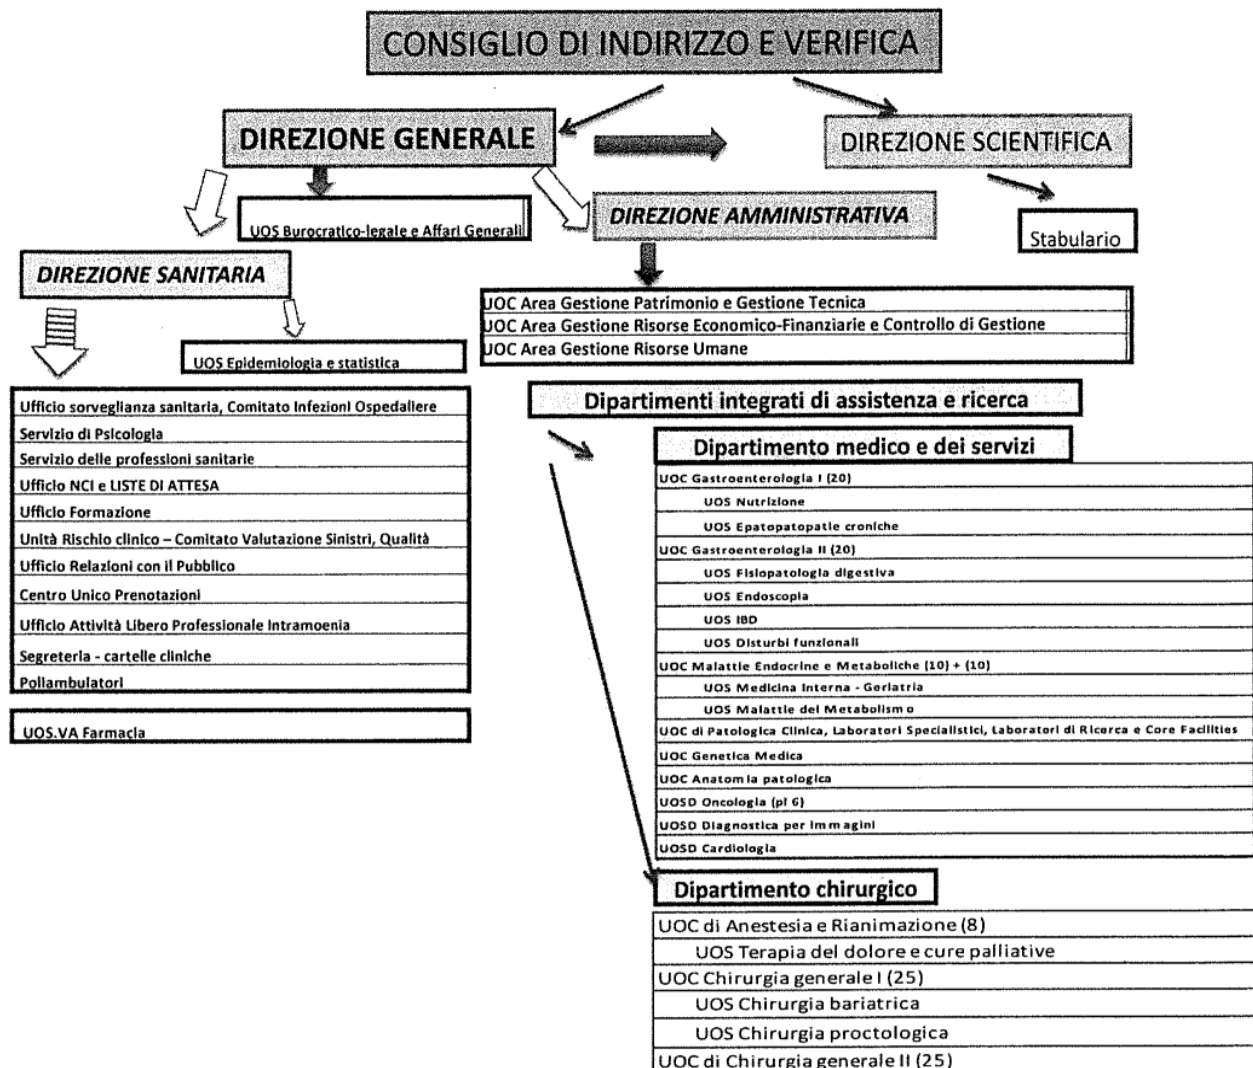 CONSIGLIO DI INDIRIZZO E VERIFICA
DIREZIONE GENERALE
DIREZIONE SCIENTIFICA
UOS Burocratico-legale e Affari Generali
DIREZIONE AMMINISTRATIVA
Stabulario
DIREZIONE SANITARIA
UOC Area Gestione Patrimonio e Gestione Tecnica
UOC Area Gestione Risorse Economico-Finanziarie e Controllo di Gestione
UOC Area Gestione Risorse Umane
UOS Epidemiologia e statistica
Ufficio sorveglianza sanitaria, Comitato Infezioni Ospedaliere
Servizio di Psicologia
Servizio delle professioni sanitarie
Ufficio NCI e LISTE DI ATTESA
Ufficio Formazione
Unità Rischio clinico – Comitato Valutazione Sinistri, Qualità
Ufficio Relazioni con il Pubblico
Centro Unico Prenotazioni
Ufficio Attività Libero Professionale Intramoenia
Segreteria - cartelle cliniche
Poliambulatori
UOS.VA Farmacia
Dipartimenti integrati di assistenza e ricerca
Dipartimento medico e dei servizi
UOC Gastroenterologia I (20)
UOS Nutrizione
UOS Epatopatopatie croniche
UOC Gastroenterologia II (20)
UOS Fisiopatologia digestiva
UOS Endoscopia
UOS IBD
UOS Disturbi funzionali
UOC Malattie Endocrine e Metaboliche (10) + (10)
UOS Medicina Interna - Geriatria
UOS Malattie del Metabolismo
UOC di Patologica Clinica, Laboratori Specialistici, Laboratori di Ricerca e Core Facilities
UOC Genetica Medica
UOC Anatomia patologica
UOSD Oncologia (pl 6)
UOSD Diagnostica per immagini
UOSD Cardiologia
Dipartimento chirurgico
UOC di Anestesia e Rianimazione (8)
UOS Terapia del dolore e cure palliative
UOC Chirurgia generale I (25)
UOS Chirurgia bariatrica
UOS Chirurgia proctologica
UOC di Chirurgia generale II (25)